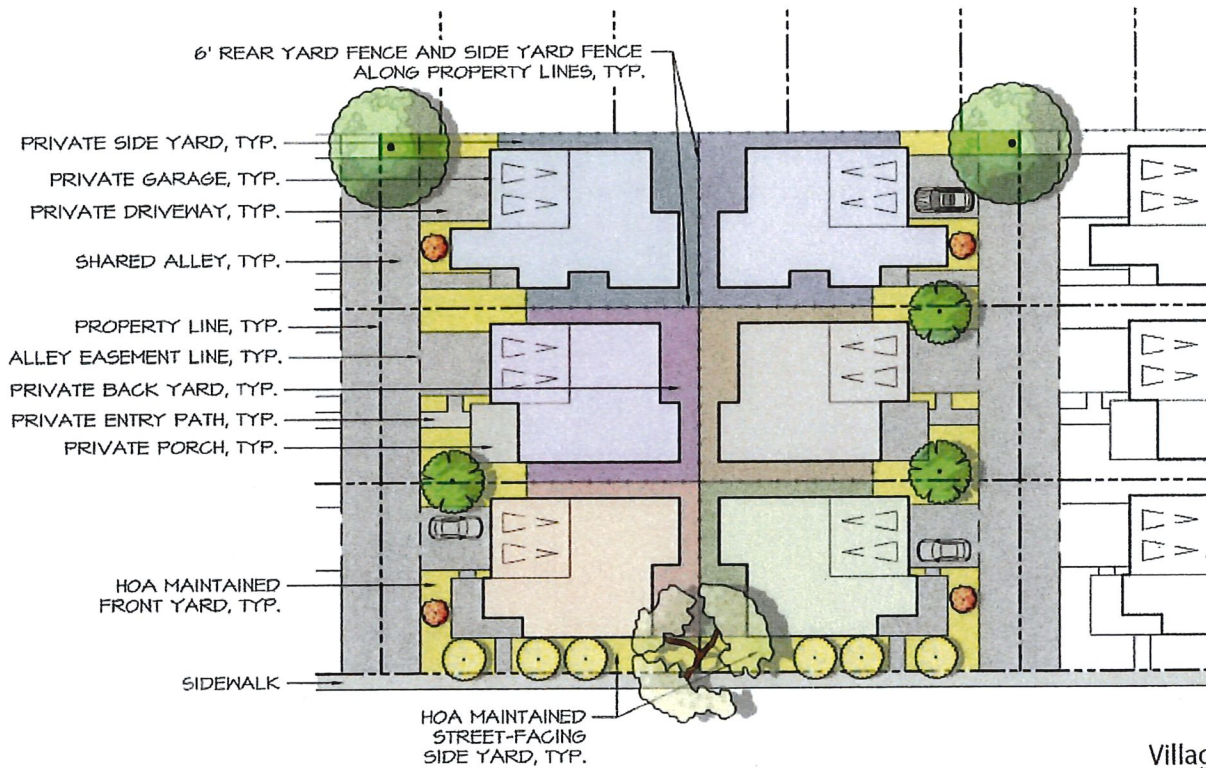 6' REAR YARD FENCE AND SIDE YARD FENCE
ALONG PROPERTY LINES, TYP.
PRIVATE SIDE YARD, TYP.
PRIVATE GARAGE, TYP.
PRIVATE DRIVEWAY, TYP.
SHARED ALLEY, TYP.
PROPERTY LINE, TYP.
ALLEY EASEMENT LINE, TYP.
PRIVATE BACK YARD, TYP.
PRIVATE ENTRY PATH, TYP.
PRIVATE PORCH, TYP.
HOA MAINTAINED
FRONT YARD, TYP.
SIDEWALK
HOA MAINTAINED
STREET-FACING
SIDE YARD, TYP.
Villag